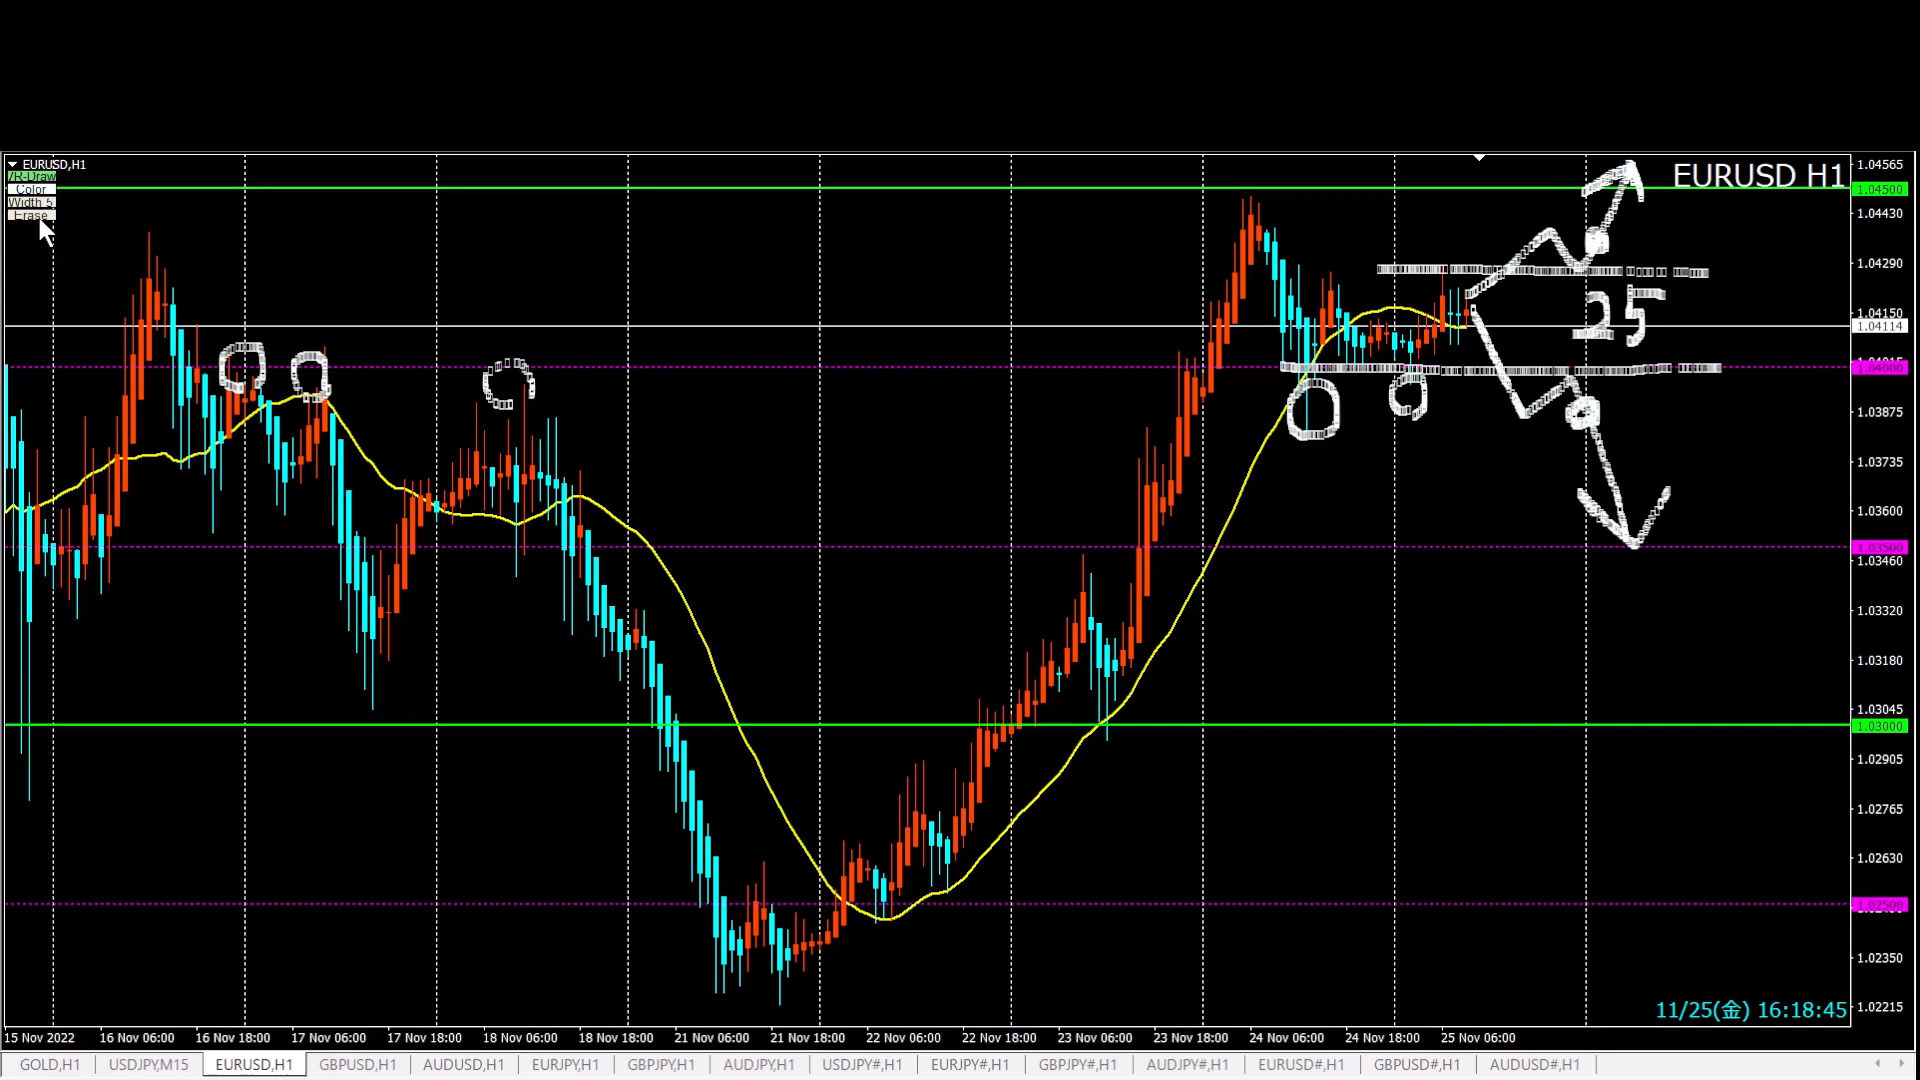 EURUSD,H1
/R-Draw
Color
Width 5
Erase
EURUSD H1
1.04565
1.04500
1.04430
1.04290
1.04150
1.04114
1.04000
1.03875
1.03735
1.03600
1.03500
1.03460
1.03320
1.03180
1.03045
1.03000
1.02905
1.02765
1.02630
1.02500
1.02350
1.02215
25
11/25(金) 16:18:45
15 Nov 2022 16 Nov 06:00 16 Nov 18:00 17 Nov 06:00 17 Nov 18:00 18 Nov 06:00 18 Nov 18:00 21 Nov 06:00 21 Nov 18:00 22 Nov 06:00 22 Nov 18:00 23 Nov 06:00 23 Nov 18:00 24 Nov 06:00 24 Nov 18:00 25 Nov 06:00
GOLD,H1 USDJPY,M15 EURUSD,H1 GBPUSD,H1 AUDUSD,H1 EURJPY,H1 GBPJPY,H1 AUDJPY,H1 USDJPY#,H1 EURJPY#,H1 GBPJPY#,H1 AUDJPY#,H1 EURUSD#,H1 GBPUSD#,H1 AUDUSD#,H1